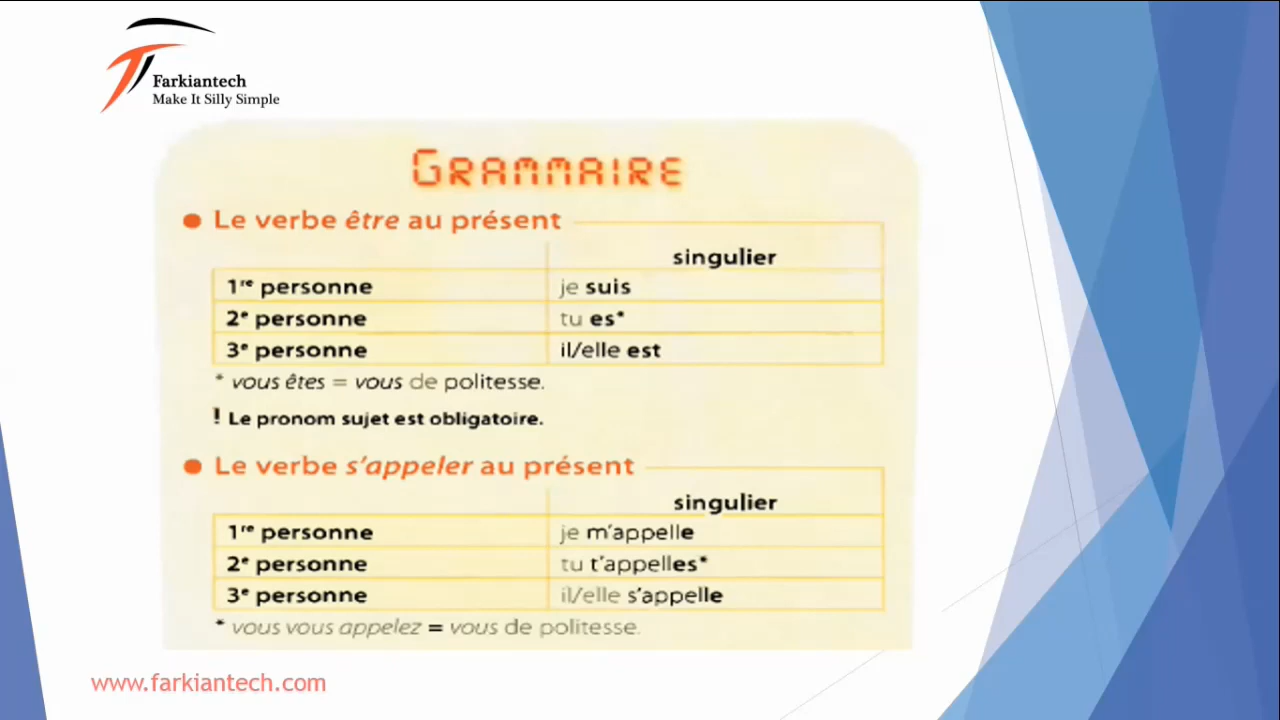 Farkiantech
Make It Silly Simple
GRAMMAIRE
Le verbe être au présent
singulier
1re personne je suis
2e personne tu es*
3e personne il/elle est
* vous êtes = vous de politesse.
! Le pronom sujet est obligatoire.
Le verbe s'appeler au présent
singulier
1re personne je m'appelle
2e personne tu t'appelles*
3e personne il/elle s'appelle
* vous vous appelez = vous de politesse.
www.farkiantech.com